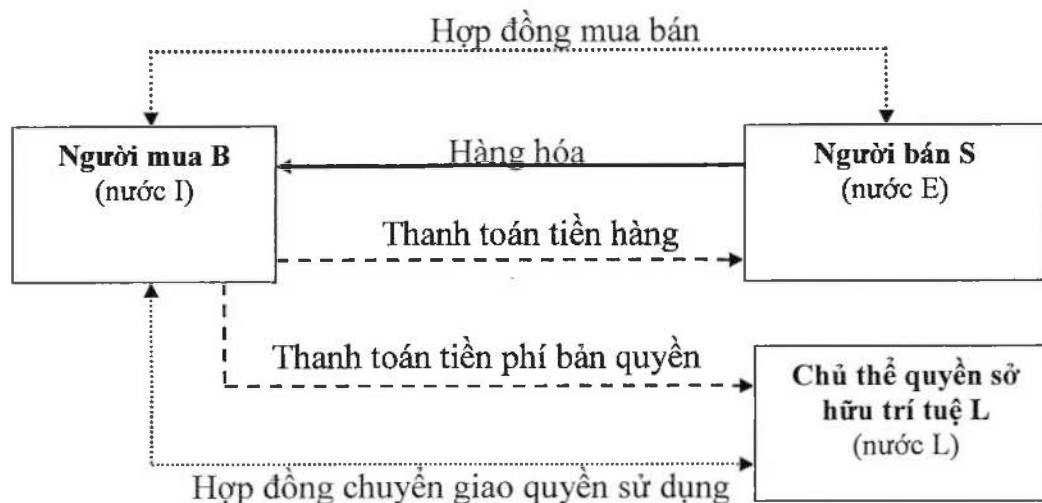 Hợp đồng mua bán
Người mua B
(nước I)
Hàng hóa
Người bán S
(nước E)
Thanh toán tiền hàng
Thanh toán tiền phí bản quyền
Chủ thể quyền sở
hữu trí tuệ L
(nước L)
Hợp đồng chuyển giao quyền sử dụng